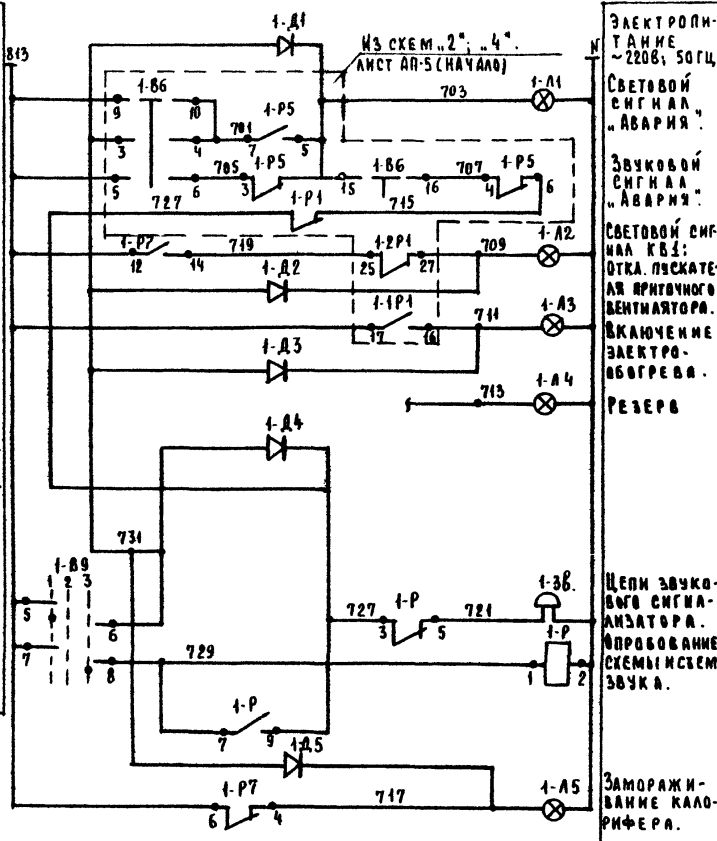 813
1-Д1
ИЗ СХЕМ „2"; „4".
ЛИСТ АП-5 (НАЧАЛО)
N
ЭЛЕКТРОПИ-
ТАНИЕ
~220В; 50ГЦ
1-В6
9
10
701
1-Р5
7
5
703
1-Л1
СВЕТОВОЙ
СИГНАЛ
„АВАРИЯ".
3
4
5
6
705
3
1-Р5
15
1-В6
16
707
4
1-Р5
6
ЗВУКОВОЙ
СИГНАЛ
„АВАРИЯ".
727
1-Р1
715
1-Р7
12
14
719
1-2Р1
25
27
709
1-Л2
СВЕТОВОЙ СИГ-
НАЛ КВ1:
ОТКЛ. ПУСКАТЕ-
ЛЯ ПРИТОЧНОГО
ВЕНТИЛЯТОРА.
1-Д2
1-1Р1
17
16
711
1-Л3
ВКЛЮЧЕНИЕ
ЭЛЕКТРО-
ОБОГРЕВА.
1-Д3
713
1-Л4
РЕЗЕРВ
1-Д4
731
1-В9
1 2 3
5
6
7
8
727
3
1-Р
5
721
1-ЗВ.
ЦЕПИ ЗВУКО-
ВОГО СИГНА-
ЛИЗАТОРА.
729
1
1-Р
2
ОПРОБОВАНИЕ
СХЕМЫ И СЪЕМ
ЗВУКА.
1-Р
7
9
1-Д5
1-Р7
6
4
717
1-Л5
ЗАМОРАЖИ-
ВАНИЕ КАЛО-
РИФЕРА.